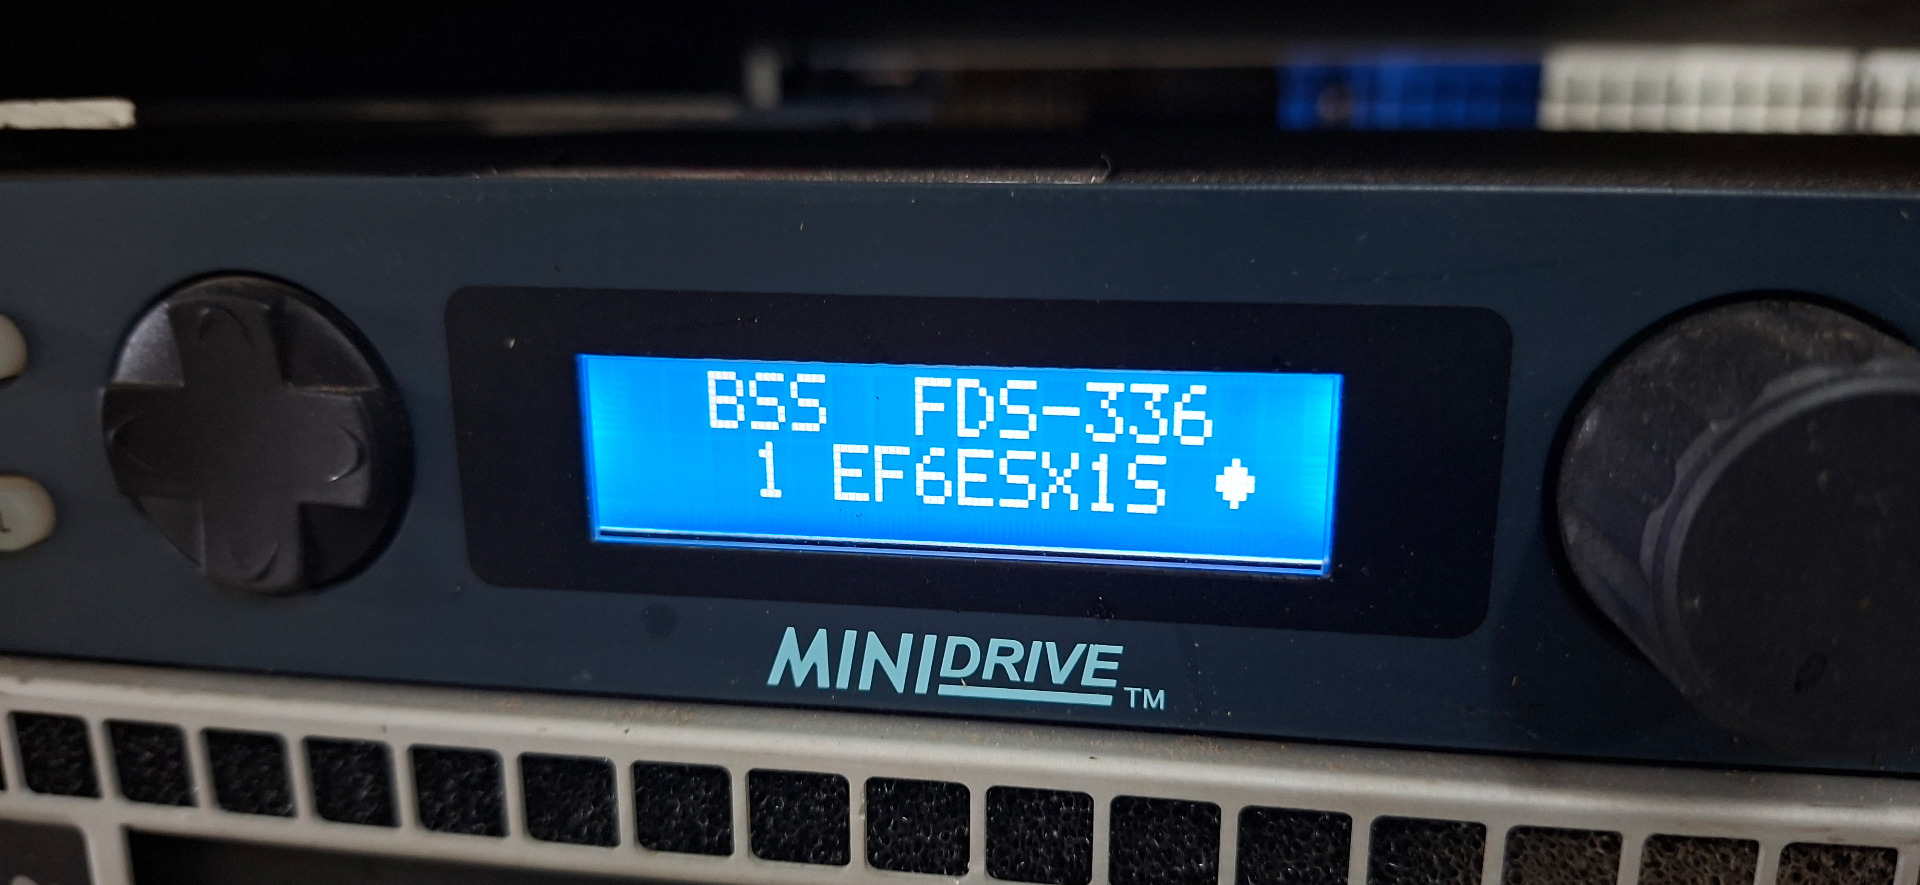 BSS FDS-336
1 EF6ESX1S
MINIDRIVE TM